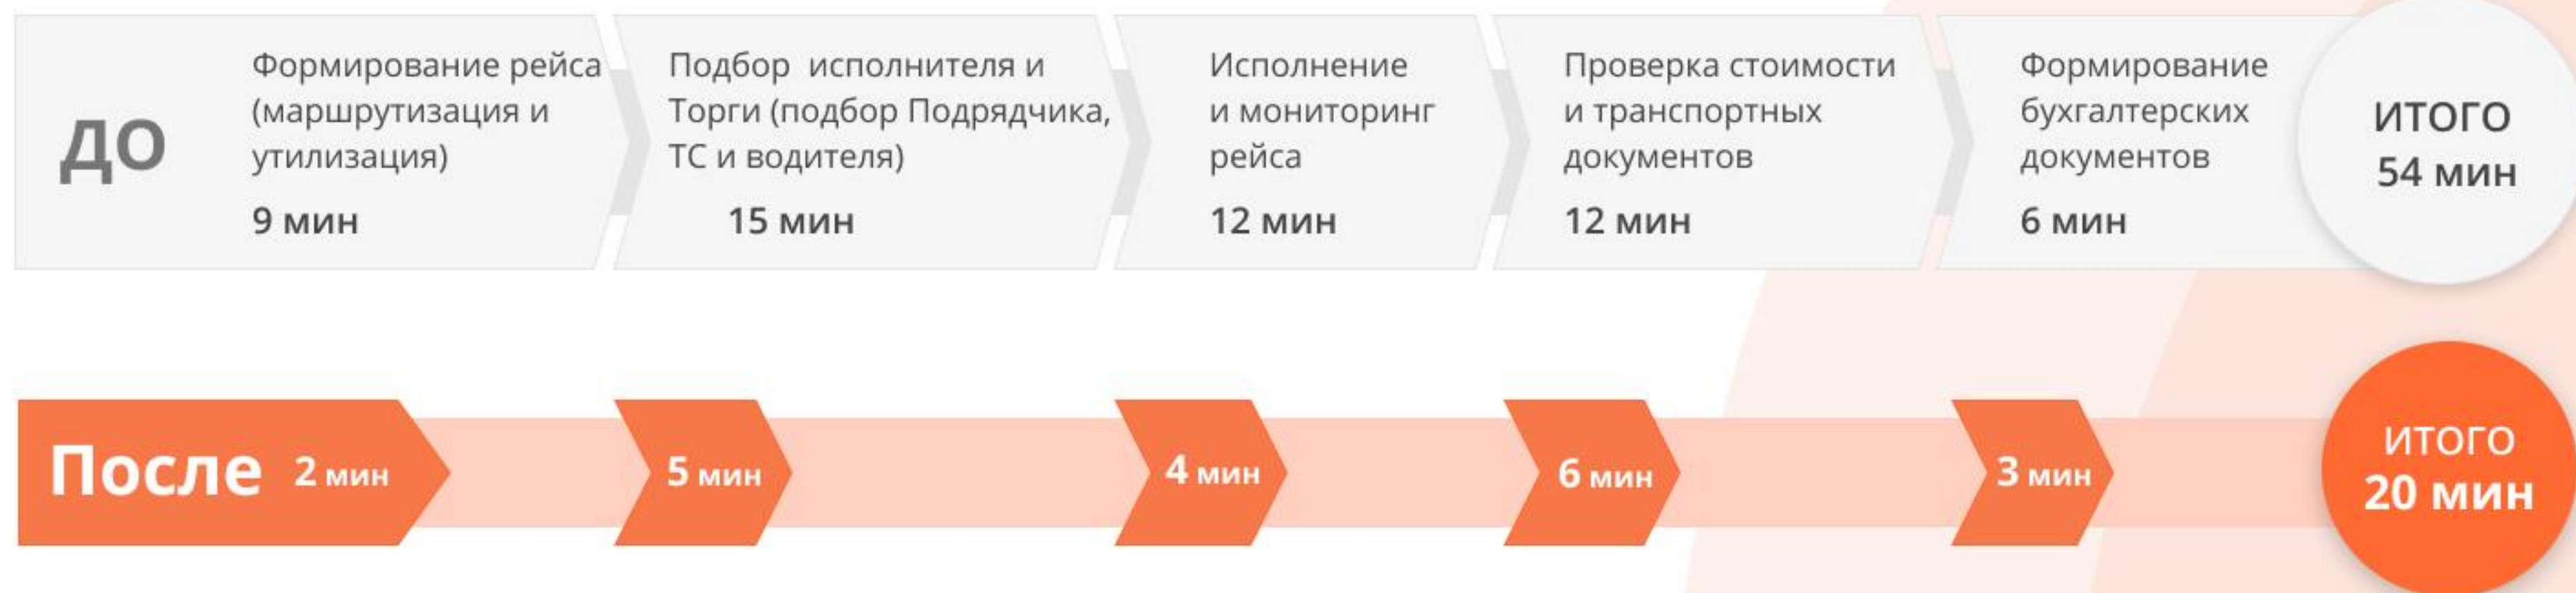 ДО
Формирование рейса
(маршрутизация и
утилизация)
9 мин
Подбор исполнителя и
Торги (подбор Подрядчика,
ТС и водителя)
15 мин
Исполнение
и мониторинг
рейса
12 мин
Проверка стоимости
и транспортных
документов
12 мин
Формирование
бухгалтерских
документов
6 мин
ИТОГО
54 мин
После 2 мин
5 мин
4 мин
6 мин
3 мин
ИТОГО
20 мин